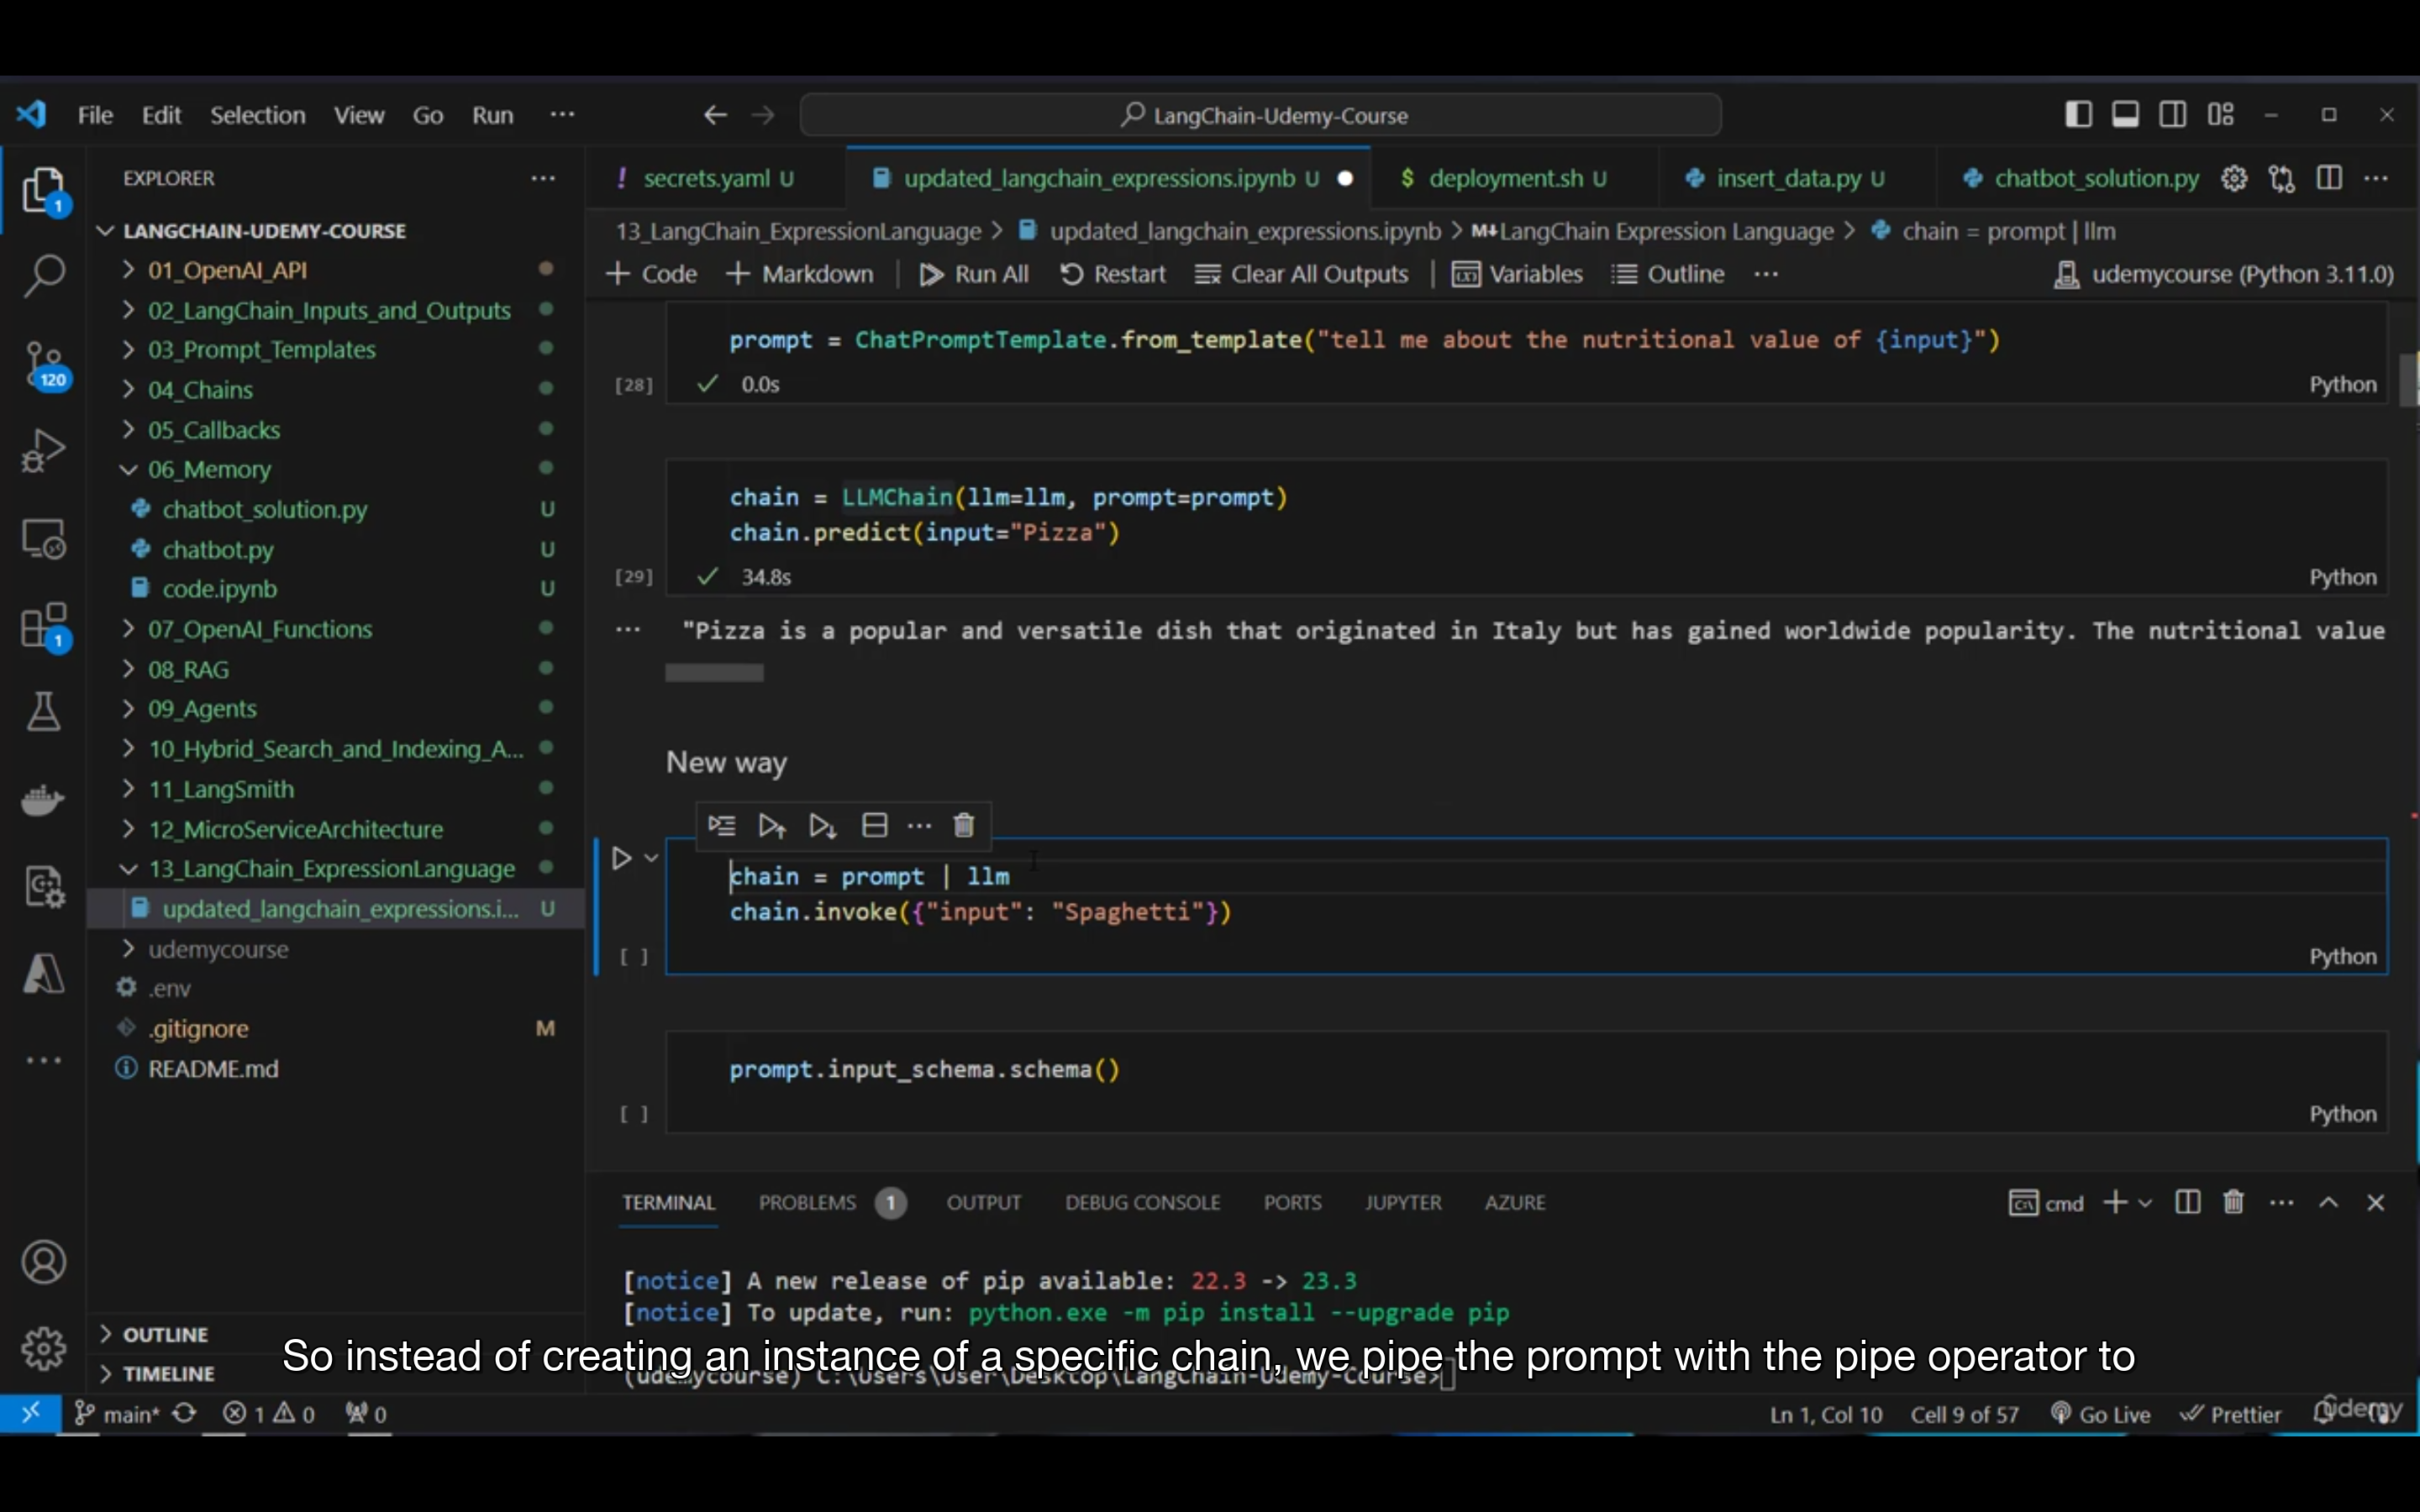 File Edit Selection View Go Run ··· LangChain-Udemy-Course
EXPLORER ···
LANGCHAIN-UDEMY-COURSE
01_OpenAI_API
02_LangChain_Inputs_and_Outputs
03_Prompt_Templates
04_Chains
05_Callbacks
06_Memory
chatbot_solution.py U
chatbot.py U
code.ipynb U
07_OpenAI_Functions
08_RAG
09_Agents
10_Hybrid_Search_and_Indexing_A...
11_LangSmith
12_MicroServiceArchitecture
13_LangChain_ExpressionLanguage
updated_langchain_expressions.i... U
udemycourse
.env
.gitignore M
README.md
OUTLINE
TIMELINE
1
120
1
! secrets.yaml U updated_langchain_expressions.ipynb U $ deployment.sh U insert_data.py U chatbot_solution.py ···
13_LangChain_ExpressionLanguage > updated_langchain_expressions.ipynb > M↓LangChain Expression Language > chain = prompt | llm
+ Code + Markdown | Run All Restart Clear All Outputs | Variables Outline ··· udemycourse (Python 3.11.0)
prompt = ChatPromptTemplate.from_template("tell me about the nutritional value of {input}")
[28] ✓ 0.0s Python
chain = LLMChain(llm=llm, prompt=prompt)
chain.predict(input="Pizza")
[29] ✓ 34.8s Python
··· "Pizza is a popular and versatile dish that originated in Italy but has gained worldwide popularity. The nutritional value
New way
chain = prompt | llm
chain.invoke({"input": "Spaghetti"})
[ ] Python
prompt.input_schema.schema()
[ ] Python
TERMINAL PROBLEMS 1 OUTPUT DEBUG CONSOLE PORTS JUPYTER AZURE cmd
[notice] A new release of pip available: 22.3 -> 23.3
[notice] To update, run: python.exe -m pip install --upgrade pip
So instead of creating an instance of a specific chain, we pipe the prompt with the pipe operator to
(udemycourse) C:\Users\User\Desktop\LangChain-Udemy-Course>
main* 1 0 0 Ln 1, Col 10 Cell 9 of 57 Go Live Prettier Udemy